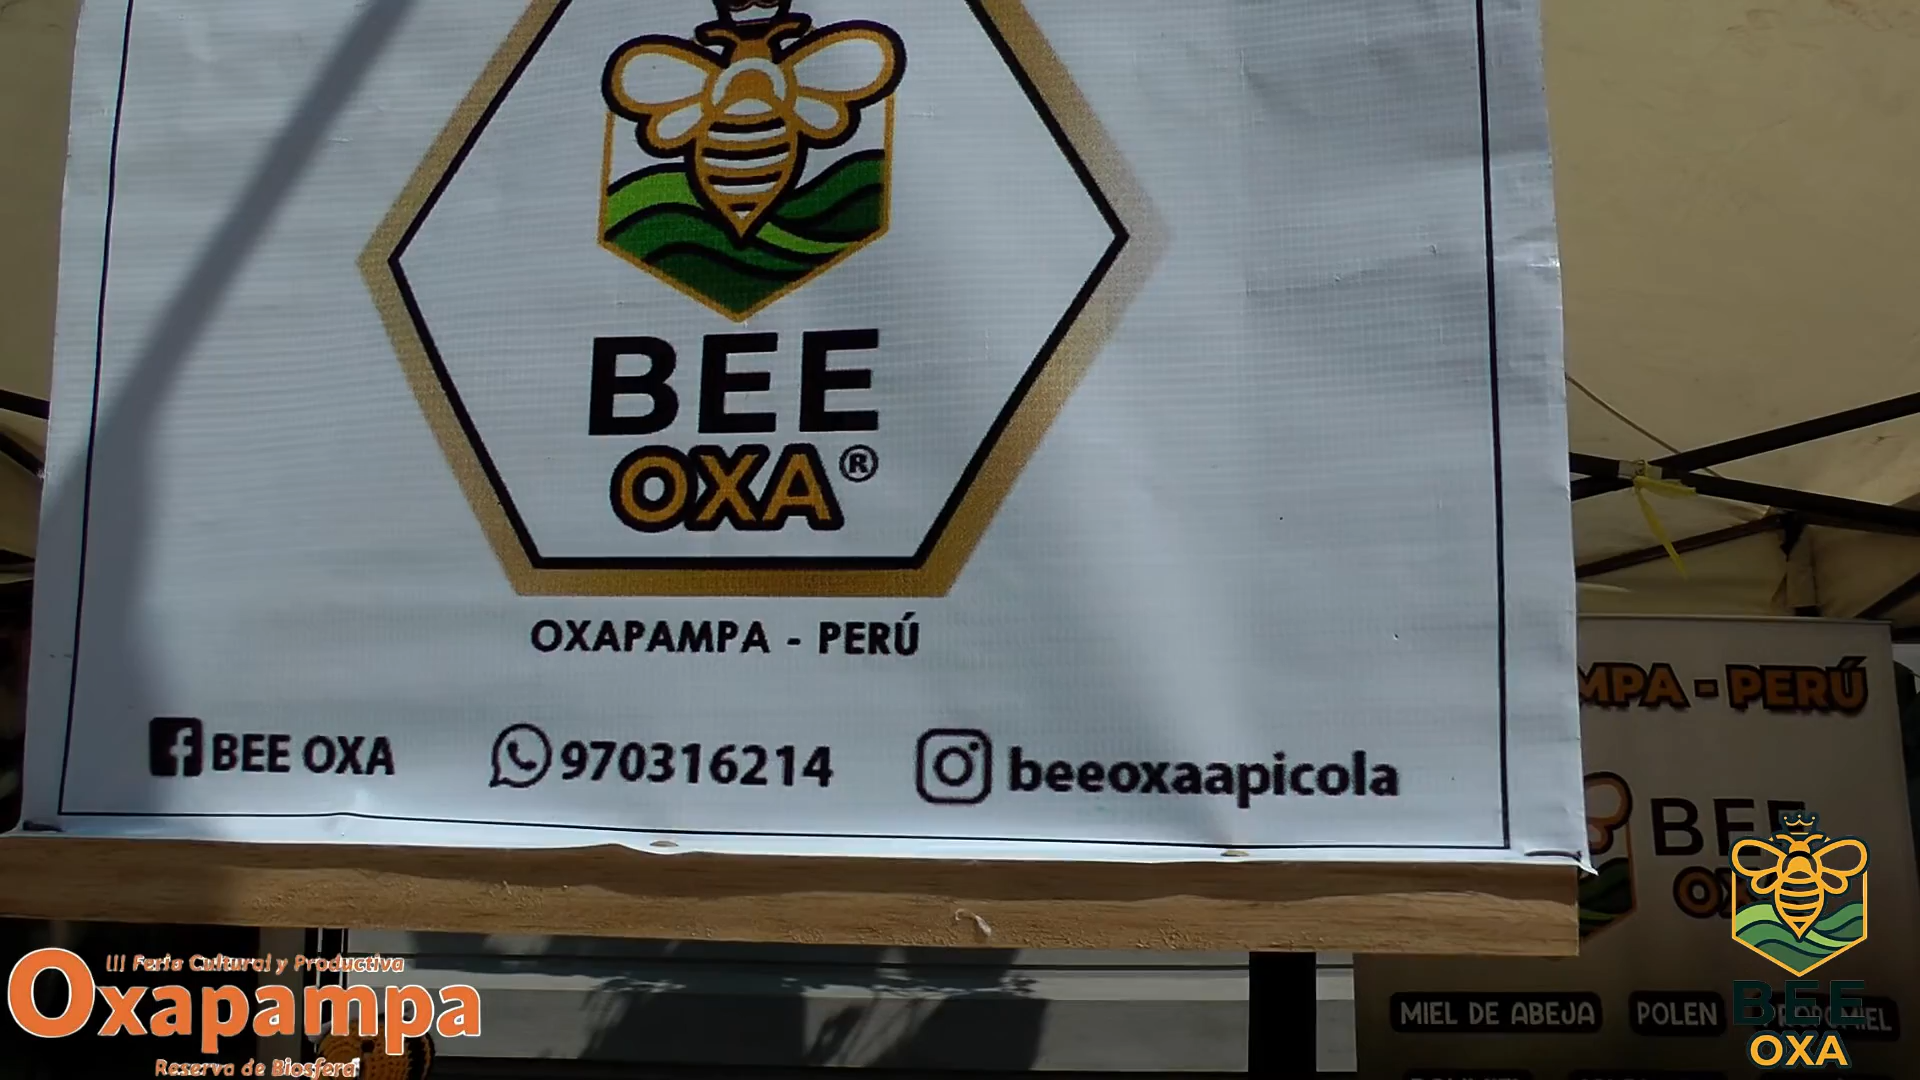 BEE
OXA®
OXAPAMPA - PERÚ
BEE OXA
970316214
beeoxaapicola
MPA - PERÚ
BEE
MIEL DE ABEJA
POLEN
BEE
OXA
III Feria Cultural y Productiva
Oxapampa
Reserva de Biosfera